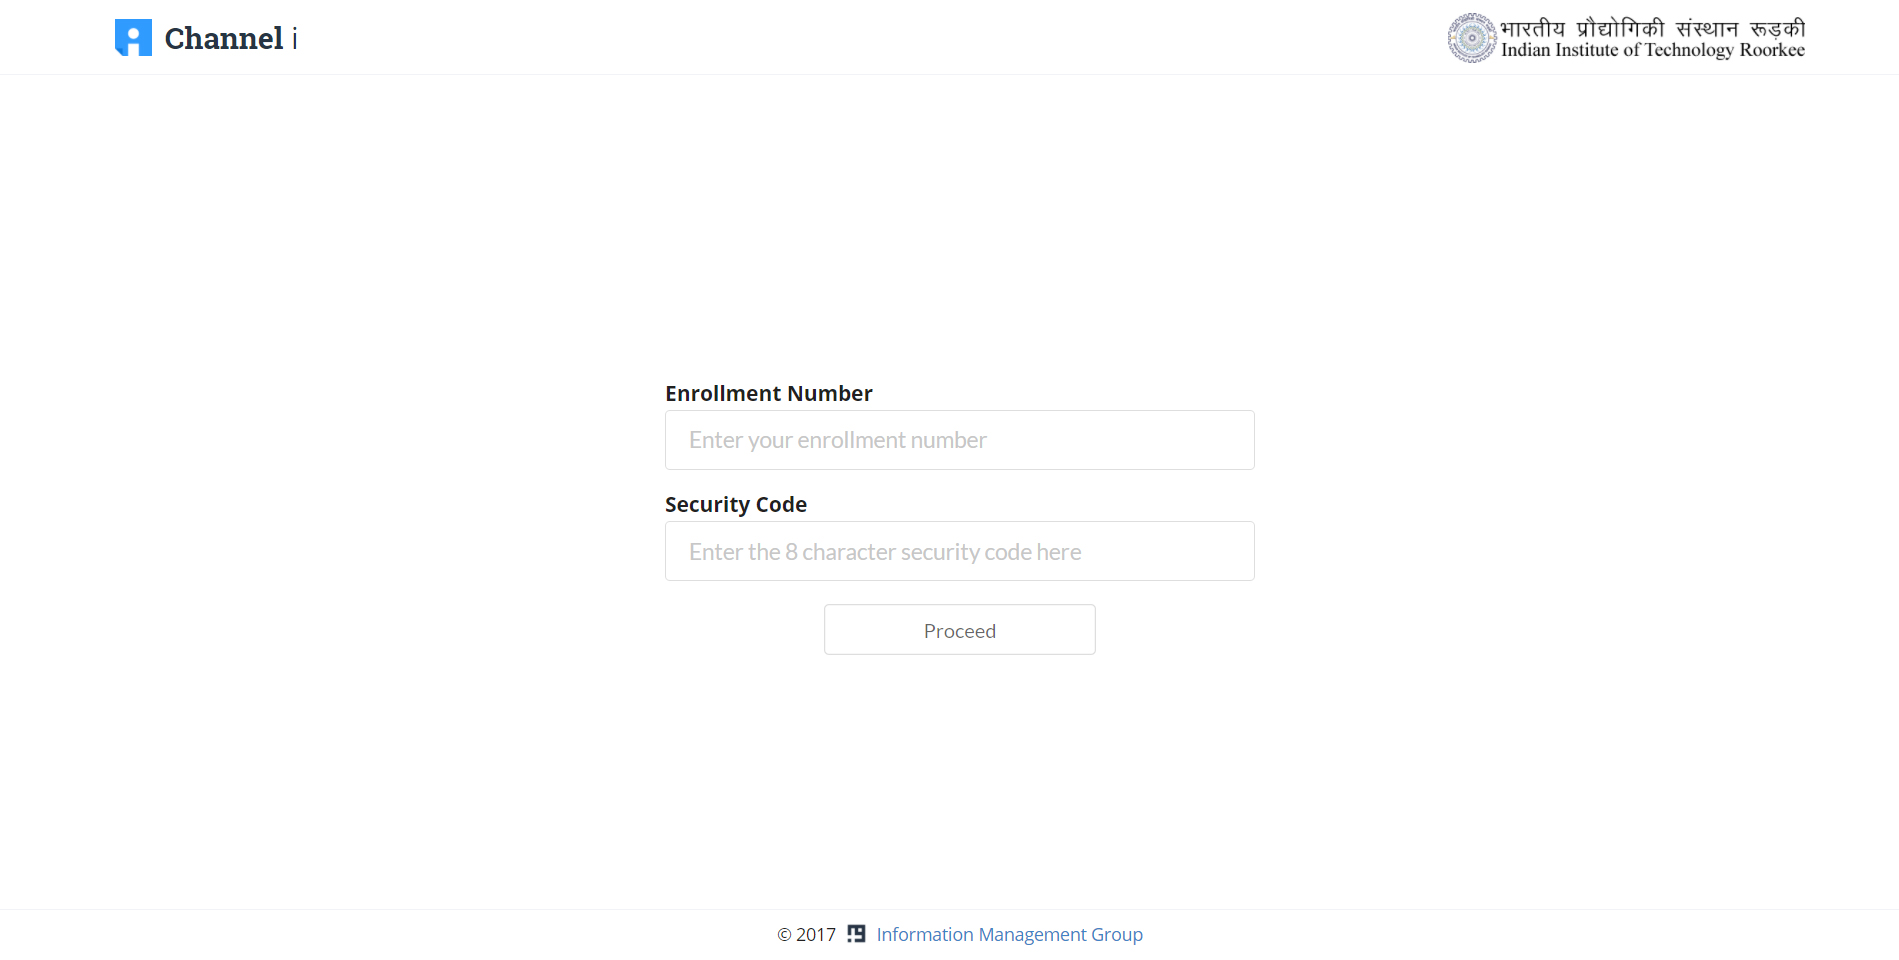 Channel i
भारतीय प्रौद्योगिकी संस्थान रूड़की
Indian Institute of Technology Roorkee
Enrollment Number
Enter your enrollment number
Security Code
Enter the 8 character security code here
Proceed
© 2017 Information Management Group